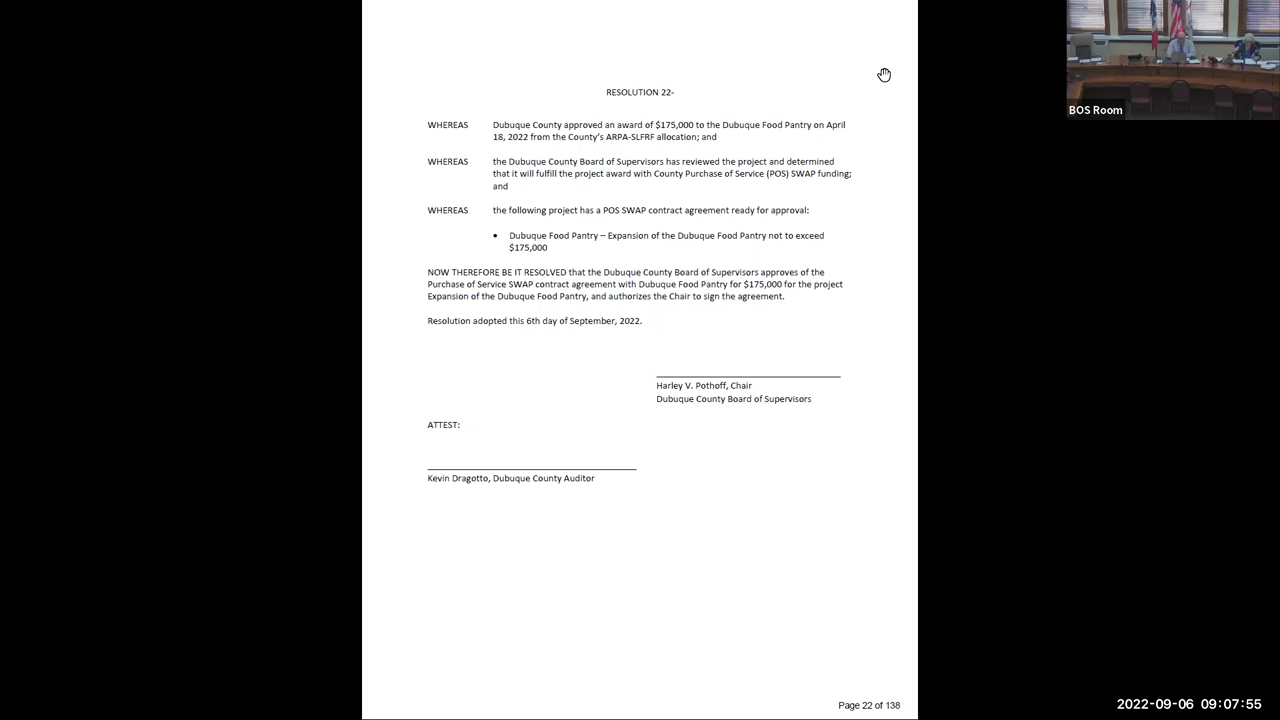 BOS Room
RESOLUTION 22-
WHEREAS Dubuque County approved an award of $175,000 to the Dubuque Food Pantry on April
18, 2022 from the County's ARPA-SLFRF allocation; and
WHEREAS the Dubuque County Board of Supervisors has reviewed the project and determined
that it will fulfill the project award with County Purchase of Service (POS) SWAP funding;
and
WHEREAS the following project has a POS SWAP contract agreement ready for approval:
• Dubuque Food Pantry – Expansion of the Dubuque Food Pantry not to exceed
$175,000
NOW THEREFORE BE IT RESOLVED that the Dubuque County Board of Supervisors approves of the
Purchase of Service SWAP contract agreement with Dubuque Food Pantry for $175,000 for the project
Expansion of the Dubuque Food Pantry, and authorizes the Chair to sign the agreement.
Resolution adopted this 6th day of September, 2022.
Harley V. Pothoff, Chair
Dubuque County Board of Supervisors
ATTEST:
Kevin Dragotto, Dubuque County Auditor
Page 22 of 138
2022-09-06 09:07:55